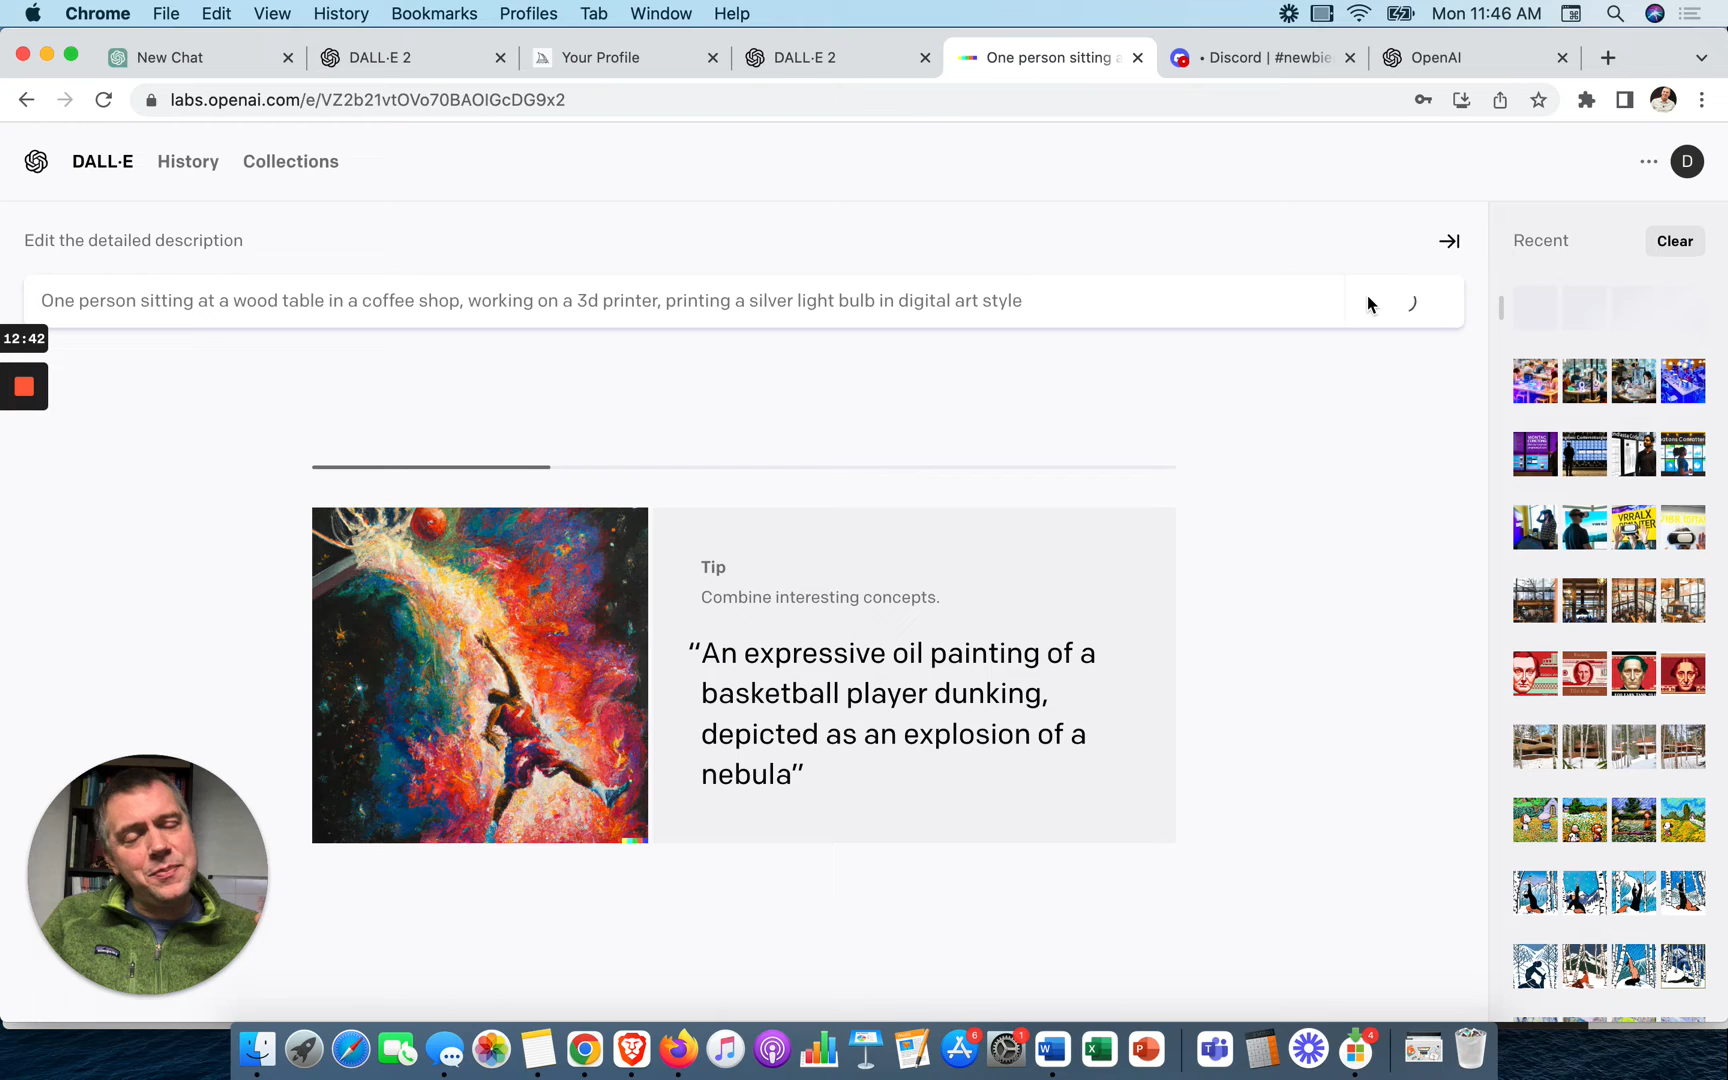 Chrome File Edit View History Bookmarks Profiles Tab Window Help
Mon 11:46 AM
New Chat
DALL·E 2
Your Profile
DALL·E 2
One person sitting a
• Discord | #newbie
OpenAI
labs.openai.com/e/VZ2b21vtOVo70BAOIGcDG9x2
DALL·E History Collections
D
Edit the detailed description
Recent
Clear
One person sitting at a wood table in a coffee shop, working on a 3d printer, printing a silver light bulb in digital art style
12:42
Tip
Combine interesting concepts.
“An expressive oil painting of a
basketball player dunking,
depicted as an explosion of a
nebula”
6
1
4